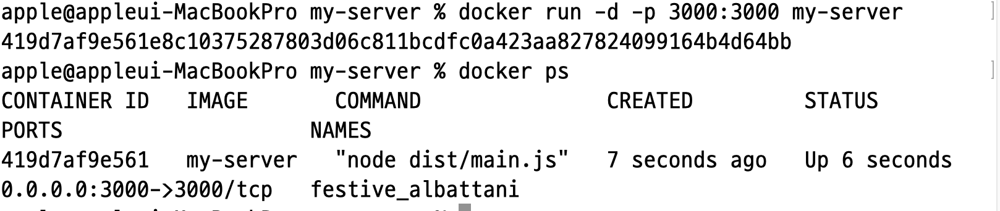 apple@appleui-MacBookPro my-server % docker run -d -p 3000:3000 my-server
419d7af9e561e8c10375287803d06c811bcdfc0a423aa827824099164b4d64bb
apple@appleui-MacBookPro my-server % docker ps
CONTAINER ID   IMAGE       COMMAND               CREATED         STATUS
PORTS                    NAMES
419d7af9e561   my-server   "node dist/main.js"   7 seconds ago   Up 6 seconds
0.0.0.0:3000->3000/tcp   festive_albattani